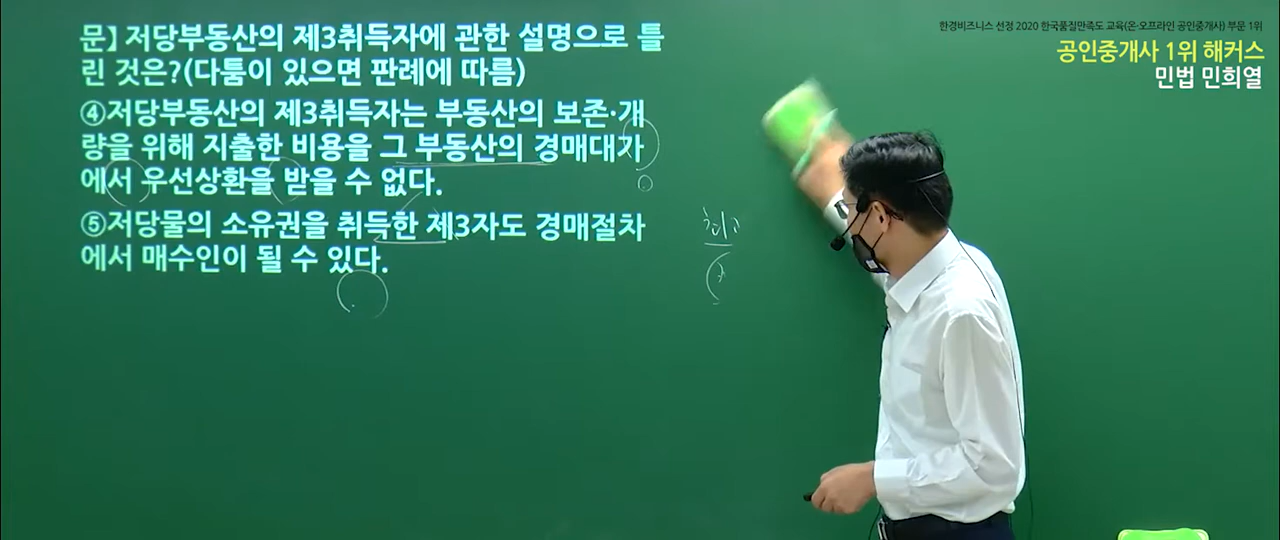 문】저당부동산의 제3취득자에 관한 설명으로 틀
린 것은?(다툼이 있으면 판례에 따름)
④저당부동산의 제3취득자는 부동산의 보존·개
량을 위해 지출한 비용을 그 부동산의 경매대가
에서 우선상환을 받을 수 없다.
⑤저당물의 소유권을 취득한 제3자도 경매절차
에서 매수인이 될 수 있다.
한경비즈니스 선정 2020 한국품질만족도 교육(온·오프라인 공인중개사) 부문 1위
공인중개사 1위 해커스
민법 민희열